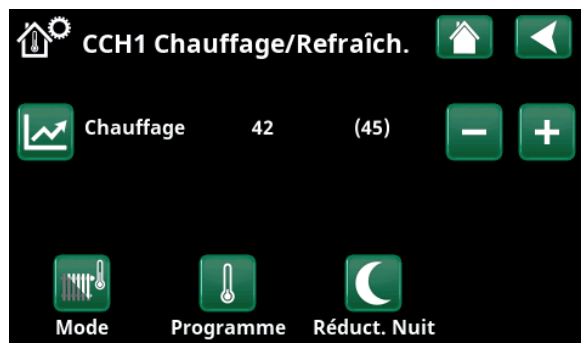 CCH1 Chauffage/Refraîch.
Chauffage 42 (45)
Mode Programme Réduct. Nuit